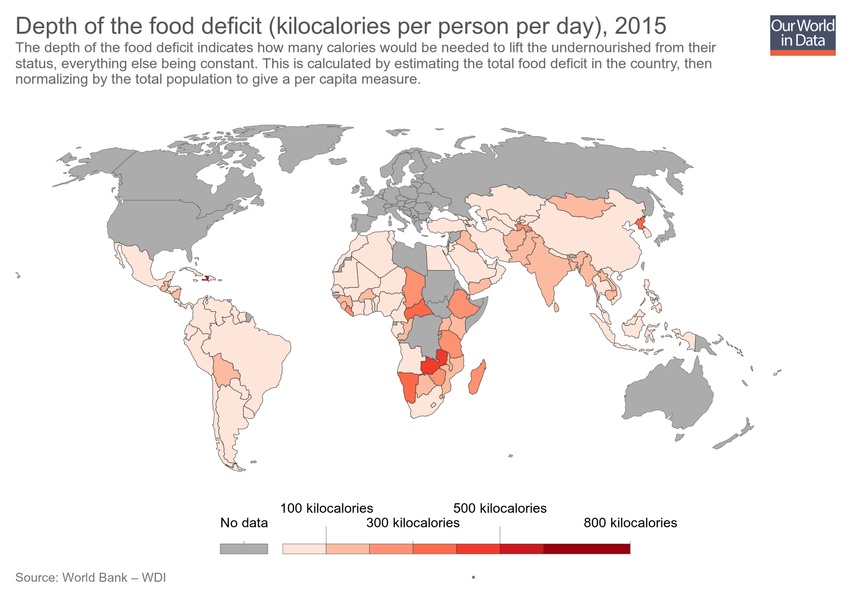 Depth of the food deficit (kilocalories per person per day), 2015
The depth of the food deficit indicates how many calories would be needed to lift the undernourished from their
status, everything else being constant. This is calculated by estimating the total food deficit in the country, then
normalizing by the total population to give a per capita measure.
Our World
in Data
100 kilocalories
500 kilocalories
No data
300 kilocalories
800 kilocalories
Source: World Bank – WDI